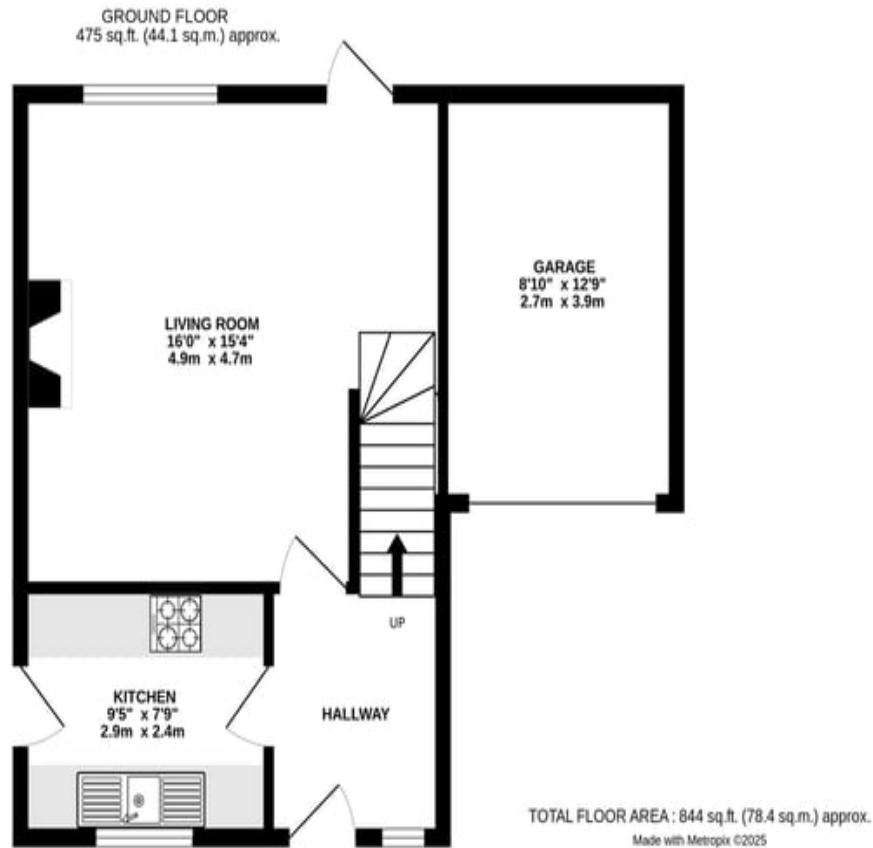 GROUND FLOOR
475 sq.ft. (44.1 sq.m.) approx.
GARAGE
8'10" x 12'9"
2.7m x 3.9m
LIVING ROOM
16'0" x 15'4"
4.9m x 4.7m
UP
KITCHEN
9'5" x 7'9"
2.9m x 2.4m
HALLWAY
TOTAL FLOOR AREA : 844 sq.ft. (78.4 sq.m.) approx.
Made with Metropix ©2025